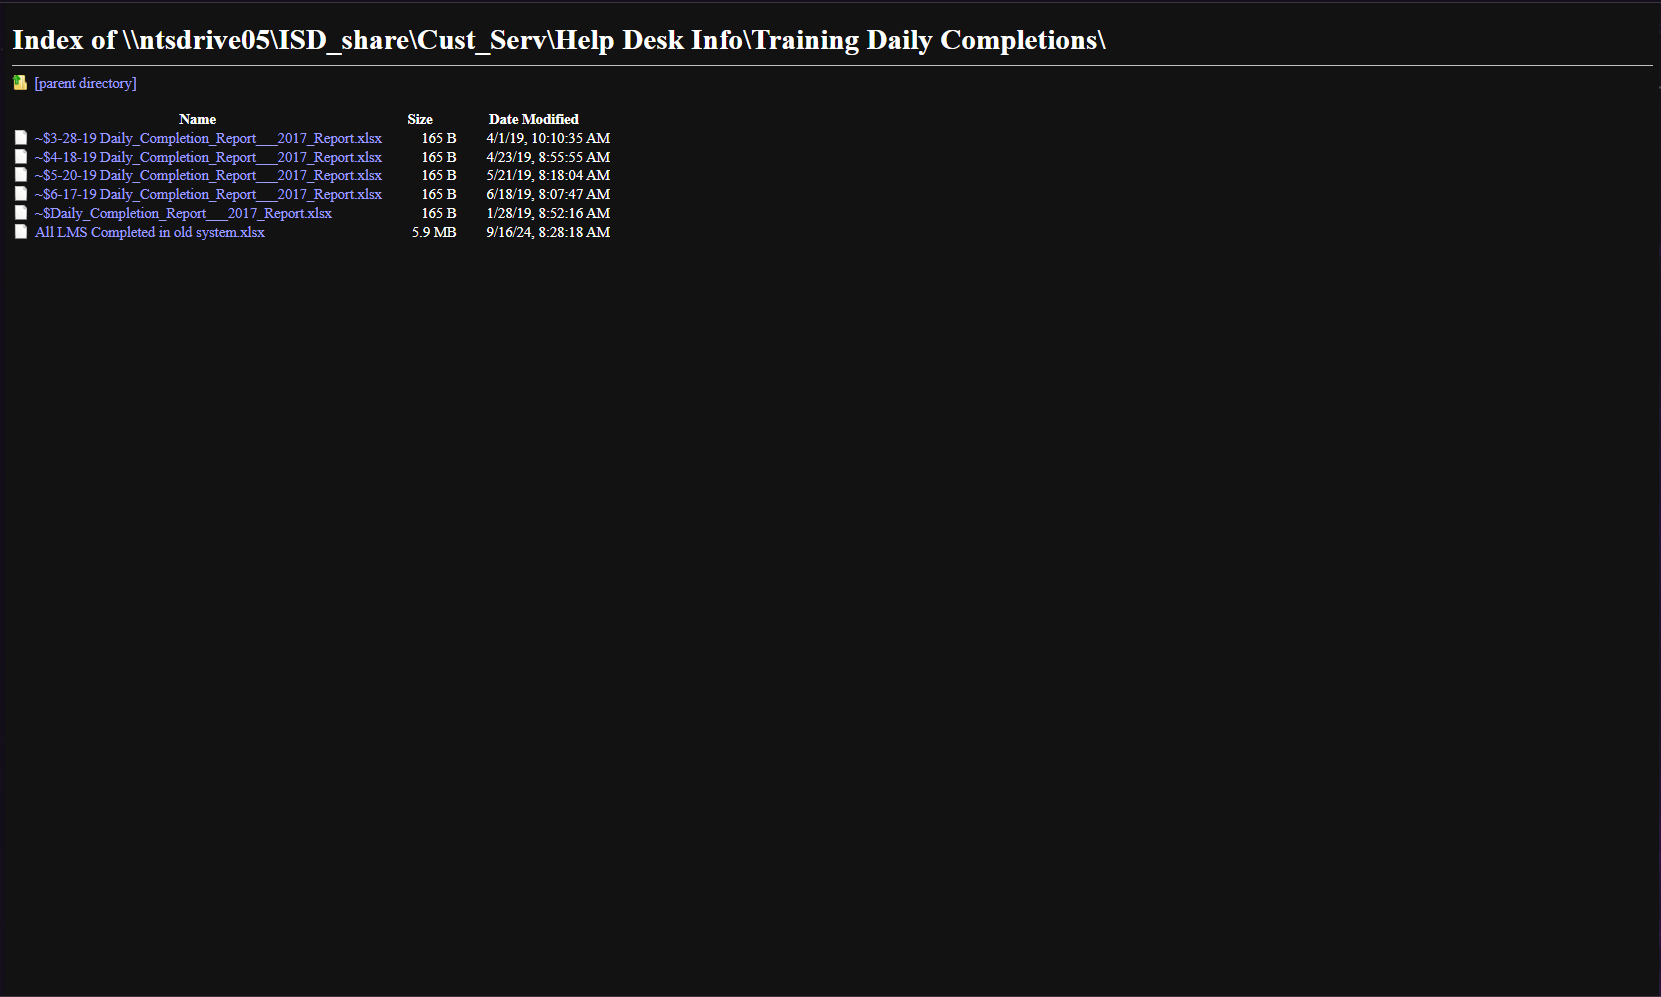 Index of \\ntsdrive05\ISD_share\Cust_Serv\Help Desk Info\Training Daily Completions\
[parent directory]
Name Size Date Modified
~$3-28-19 Daily_Completion_Report___2017_Report.xlsx 165 B 4/1/19, 10:10:35 AM
~$4-18-19 Daily_Completion_Report___2017_Report.xlsx 165 B 4/23/19, 8:55:55 AM
~$5-20-19 Daily_Completion_Report___2017_Report.xlsx 165 B 5/21/19, 8:18:04 AM
~$6-17-19 Daily_Completion_Report___2017_Report.xlsx 165 B 6/18/19, 8:07:47 AM
~$Daily_Completion_Report___2017_Report.xlsx 165 B 1/28/19, 8:52:16 AM
All LMS Completed in old system.xlsx 5.9 MB 9/16/24, 8:28:18 AM